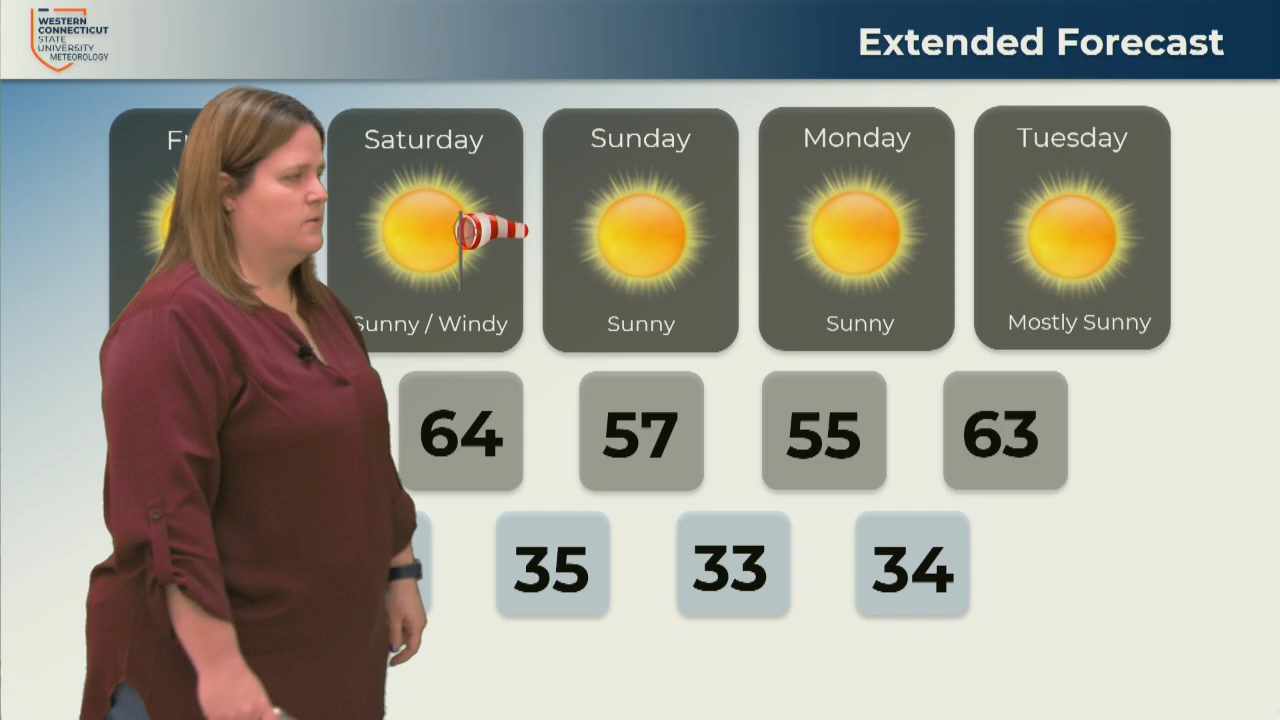 WESTERN
CONNECTICUT
STATE
UNIVERSITY
METEOROLOGY
Extended Forecast
Saturday
Sunday
Monday
Tuesday
Sunny / Windy
Sunny
Sunny
Mostly Sunny
64
57
55
63
35
33
34